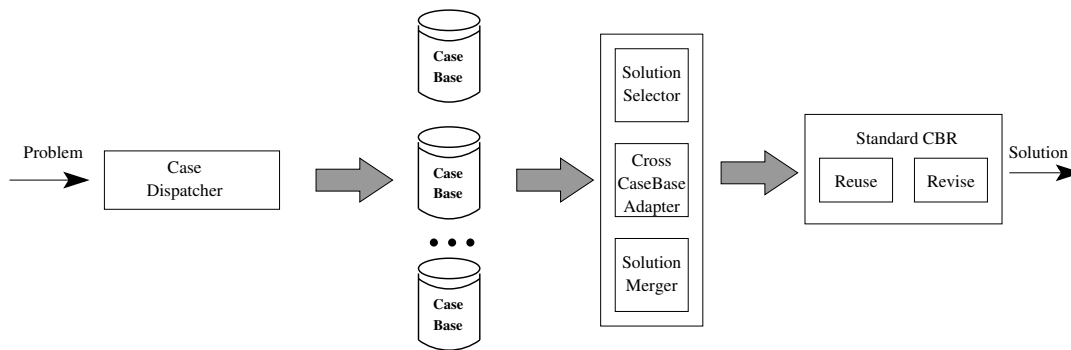 Problem
Case
Dispatcher
Case
Base
Case
Base
Case
Base
Solution
Selector
Cross
CaseBase
Adapter
Solution
Merger
Standard CBR
Reuse
Revise
Solution